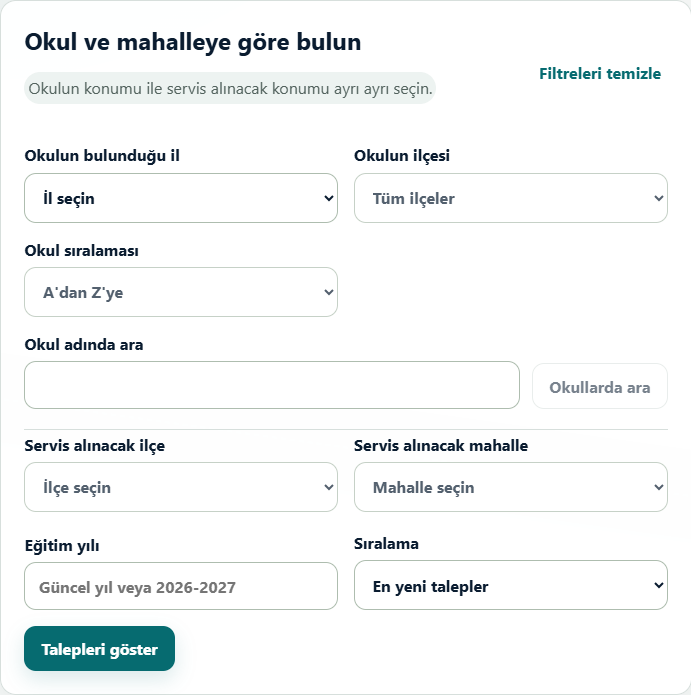 Okul ve mahalleye göre bulun
Okulun konumu ile servis alınacak konumu ayrı ayrı seçin.
Filtreleri temizle
Okulun bulunduğu il
Okulun ilçesi
İl seçin
Tüm ilçeler
Okul sıralaması
A'dan Z'ye
Okul adında ara
Okullarda ara
Servis alınacak ilçe
Servis alınacak mahalle
İlçe seçin
Mahalle seçin
Eğitim yılı
Sıralama
Güncel yıl veya 2026-2027
En yeni talepler
Talepleri göster